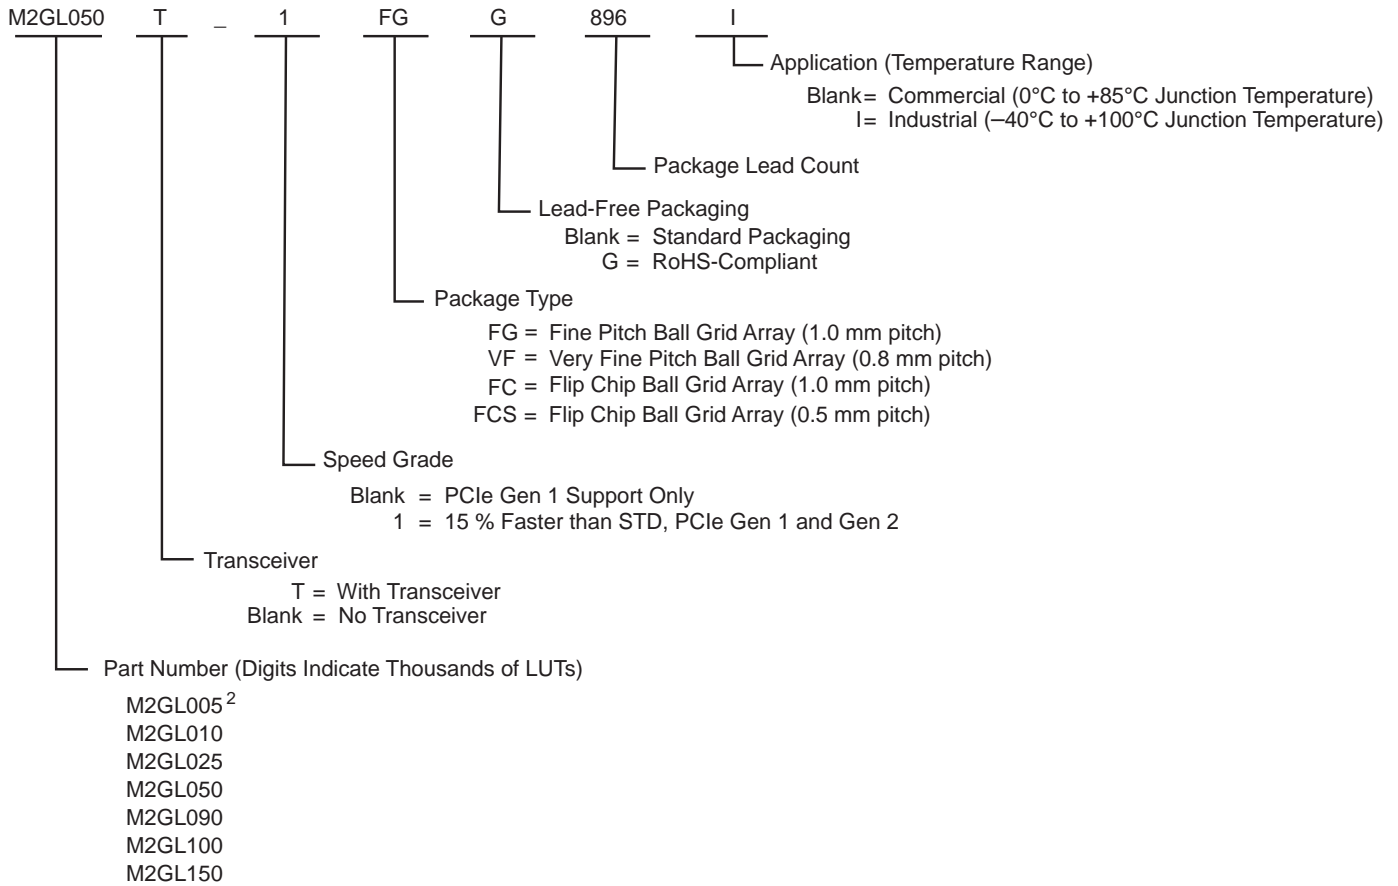 M2GL050 T _ 1 FG G 896 I
Application (Temperature Range)
Blank= Commercial (0°C to +85°C Junction Temperature)
I= Industrial (–40°C to +100°C Junction Temperature)
Package Lead Count
Lead-Free Packaging
Blank = Standard Packaging
G = RoHS-Compliant
Package Type
FG = Fine Pitch Ball Grid Array (1.0 mm pitch)
VF = Very Fine Pitch Ball Grid Array (0.8 mm pitch)
FC = Flip Chip Ball Grid Array (1.0 mm pitch)
FCS = Flip Chip Ball Grid Array (0.5 mm pitch)
Speed Grade
Blank = PCIe Gen 1 Support Only
1 = 15 % Faster than STD, PCIe Gen 1 and Gen 2
Transceiver
T = With Transceiver
Blank = No Transceiver
Part Number (Digits Indicate Thousands of LUTs)
M2GL005 2
M2GL010
M2GL025
M2GL050
M2GL090
M2GL100
M2GL150